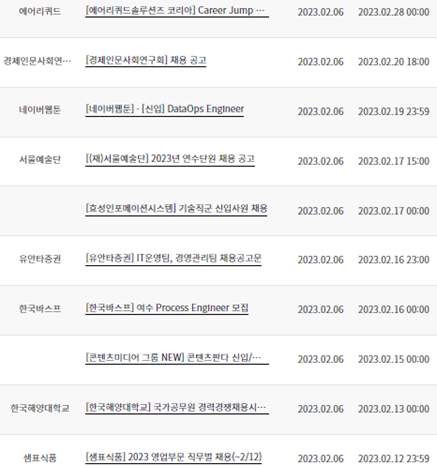 에어리퀴드 [에어리퀴드솔루션즈 코리아] Career Jump ⋯ 2023.02.06 2023.02.28 00:00
경제인문사회연⋯ [경제인문사회연구회] 채용 공고 2023.02.06 2023.02.20 18:00
네이버웹툰 [네이버웹툰] · [신입] DataOps Engineer 2023.02.06 2023.02.19 23:59
서울예술단 [(재)서울예술단] 2023년 연수단원 채용 공고 2023.02.06 2023.02.17 15:00
[효성인포메이션시스템] 기술직군 신입사원 채용 2023.02.06 2023.02.17 00:00
유안타증권 [유안타증권] IT운영팀, 경영관리팀 채용공고문 2023.02.06 2023.02.16 23:00
한국바스프 [한국바스프] 여수 Process Engineer 모집 2023.02.06 2023.02.16 00:00
[콘텐츠미디어 그룹 NEW] 콘텐츠판다 신입/⋯ 2023.02.06 2023.02.15 00:00
한국해양대학교 [한국해양대학교] 국가공무원 경력경쟁채용시⋯ 2023.02.06 2023.02.13 00:00
샘표식품 [샘표식품] 2023 영업부문 직무별 채용(~2/12) 2023.02.06 2023.02.12 23:59